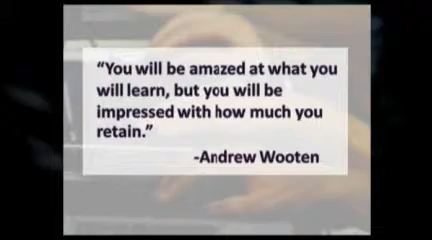 “You will be amazed at what you
will learn, but you will be
impressed with how much you
retain.”
-Andrew Wooten